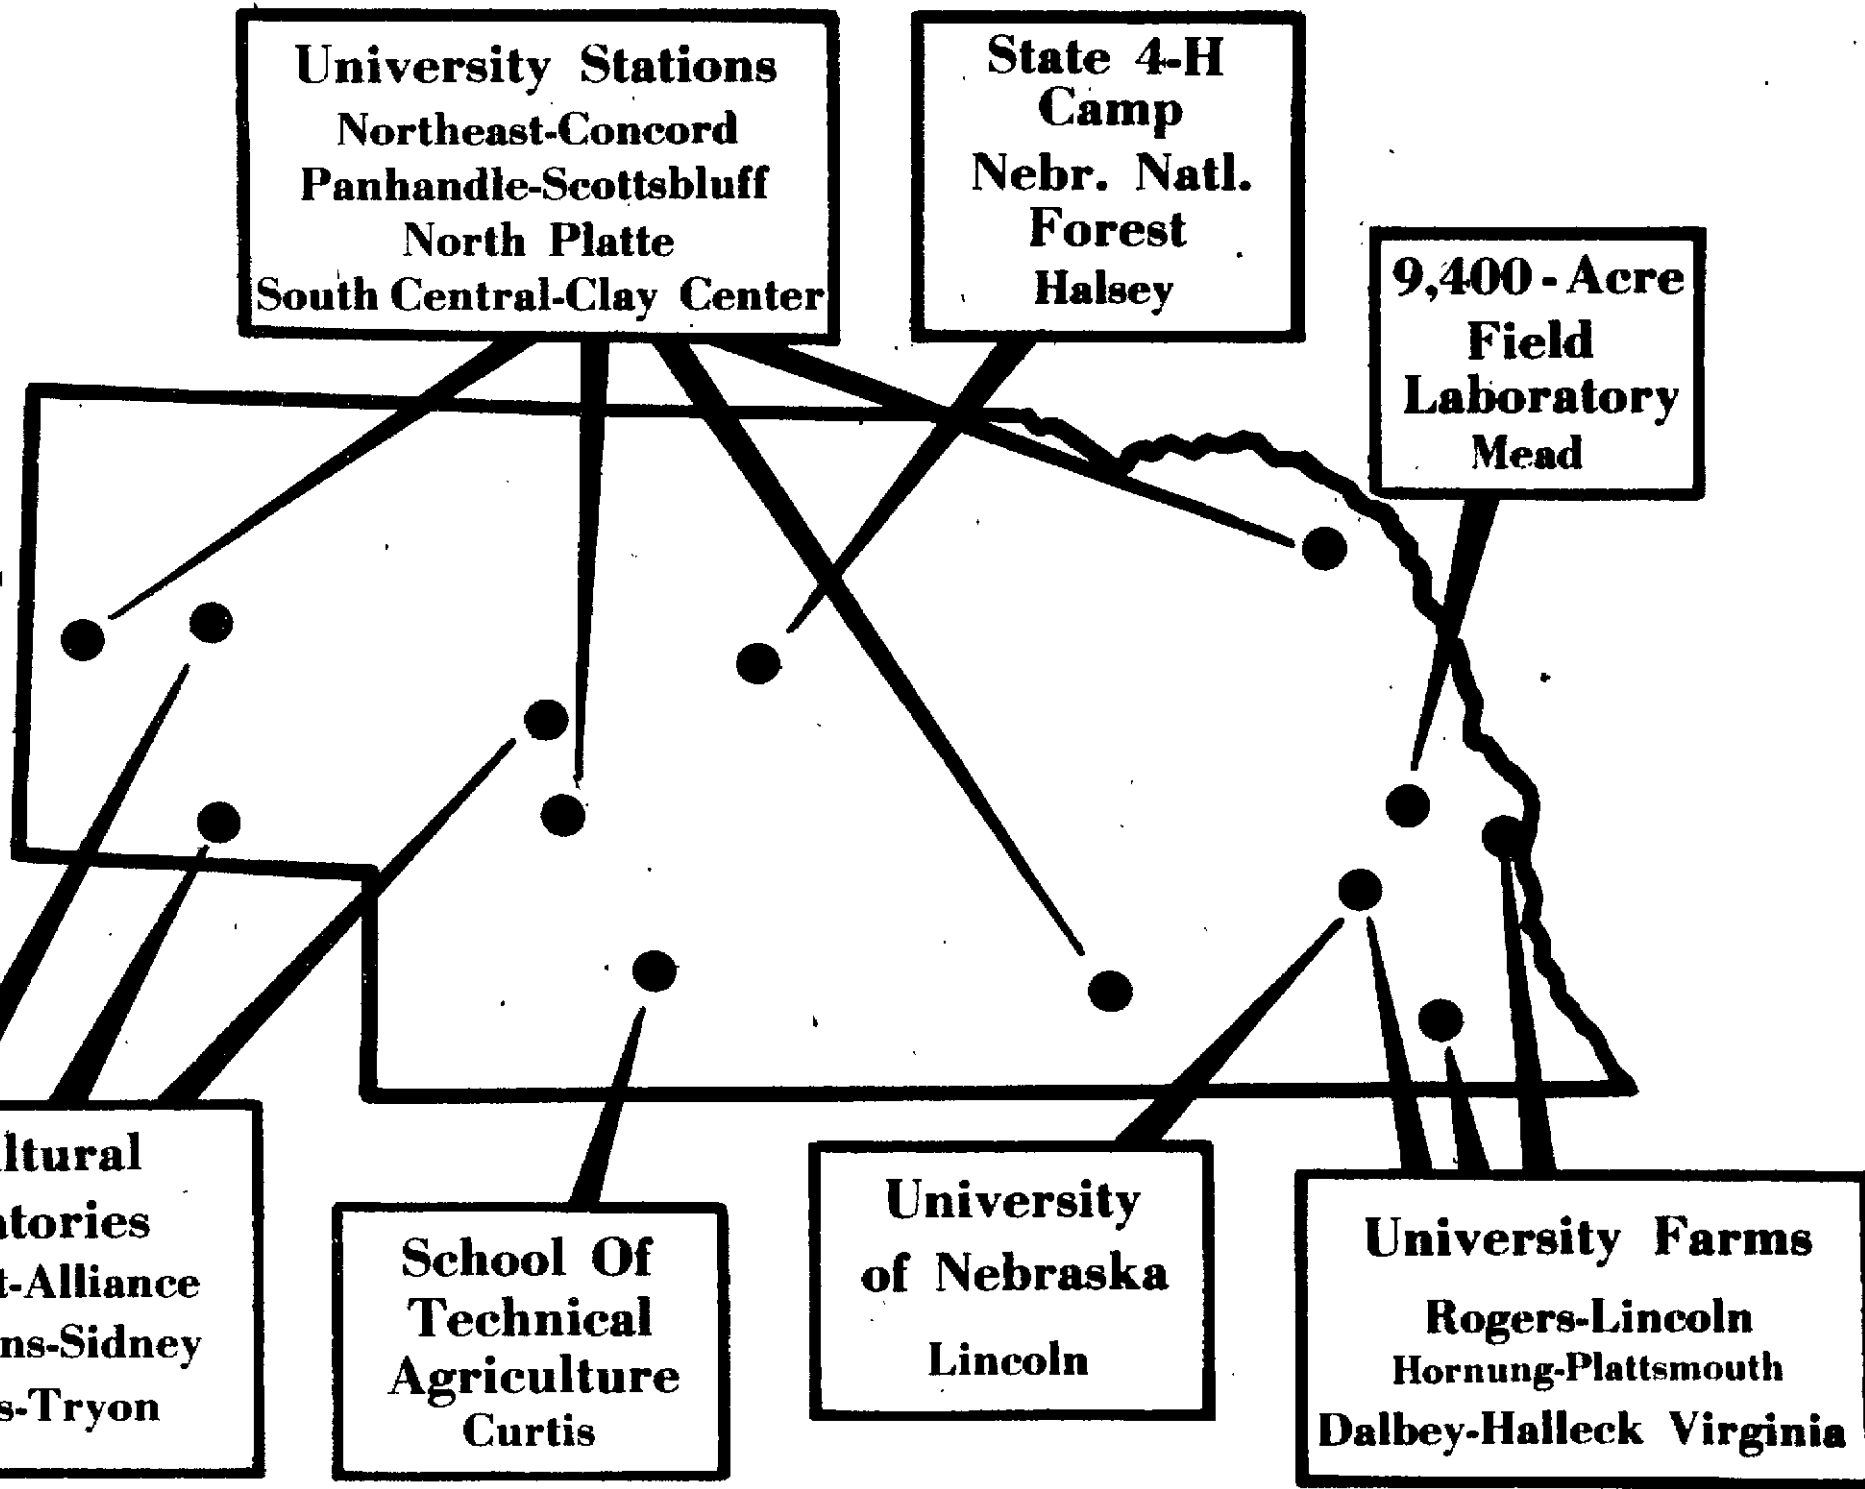 University Stations
Northeast-Concord
Panhandle-Scottsbluff
North Platte
South Central-Clay Center
State 4-H
Camp
Nebr. Natl.
Forest
Halsey
9,400-Acre
Field
Laboratory
Mead
ltural
atories
t-Alliance
ns-Sidney
s-Tryon
School Of
Technical
Agriculture
Curtis
University
of Nebraska
Lincoln
University Farms
Rogers-Lincoln
Hornung-Plattsmouth
Dalbey-Halleck Virginia